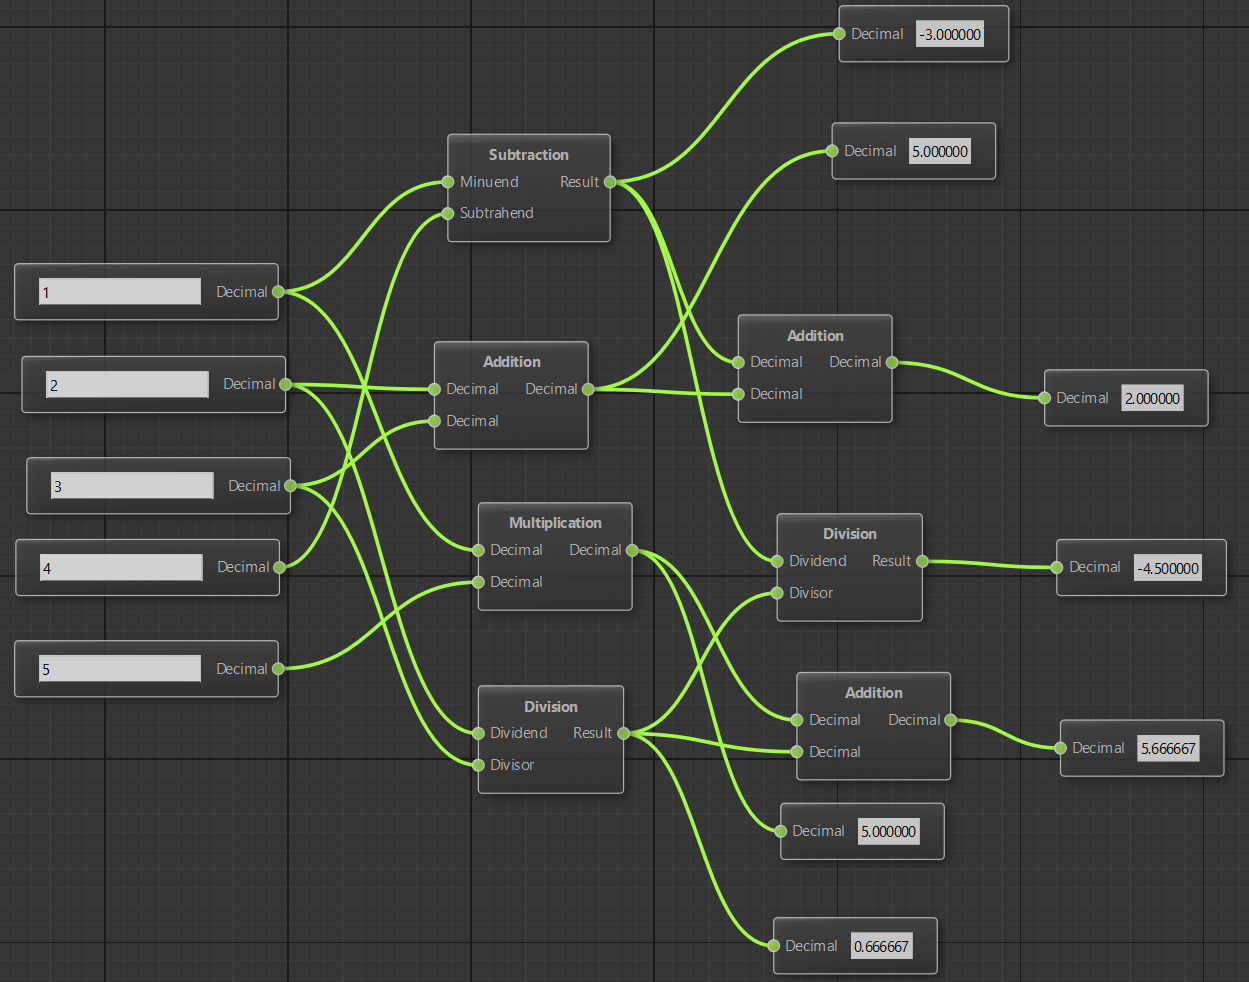 Decimal -3.000000
Decimal 5.000000
Subtraction
Minuend Result
Subtrahend
1 Decimal
2 Decimal
3 Decimal
4 Decimal
5 Decimal
Addition
Decimal Decimal
Decimal
Addition
Decimal Decimal
Decimal
Decimal 2.000000
Multiplication
Decimal Decimal
Decimal
Division
Dividend Result
Divisor
Decimal -4.500000
Division
Dividend Result
Divisor
Addition
Decimal Decimal
Decimal
Decimal 5.666667
Decimal 5.000000
Decimal 0.666667